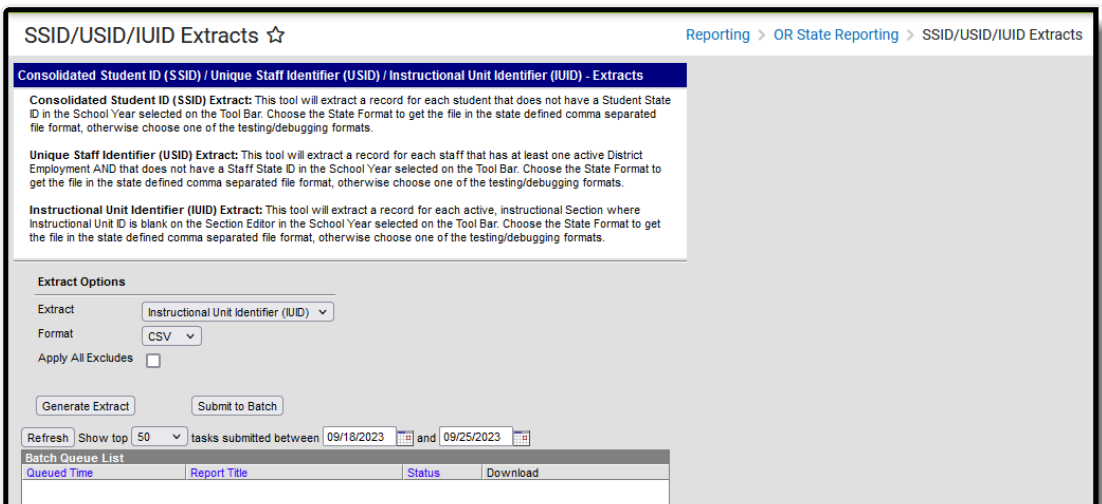 SSID/USID/IUID Extracts ☆
Reporting > OR State Reporting > SSID/USID/IUID Extracts
Consolidated Student ID (SSID) / Unique Staff Identifier (USID) / Instructional Unit Identifier (IUID) - Extracts
Consolidated Student ID (SSID) Extract: This tool will extract a record for each student that does not have a Student State
ID in the School Year selected on the Tool Bar. Choose the State Format to get the file in the state defined comma separated
file format, otherwise choose one of the testing/debugging formats.
Unique Staff Identifier (USID) Extract: This tool will extract a record for each staff that has at least one active District
Employment AND that does not have a Staff State ID in the School Year selected on the Tool Bar. Choose the State Format to
get the file in the state defined comma separated file format, otherwise choose one of the testing/debugging formats.
Instructional Unit Identifier (IUID) Extract: This tool will extract a record for each active, instructional Section where
Instructional Unit ID is blank on the Section Editor in the School Year selected on the Tool Bar. Choose the State Format to get
the file in the state defined comma separated file format, otherwise choose one of the testing/debugging formats.
Extract Options
Extract Instructional Unit Identifier (IUID)
Format CSV
Apply All Excludes
Generate Extract Submit to Batch
Refresh Show top 50 tasks submitted between 09/18/2023 and 09/25/2023
Batch Queue List
Queued Time Report Title Status Download